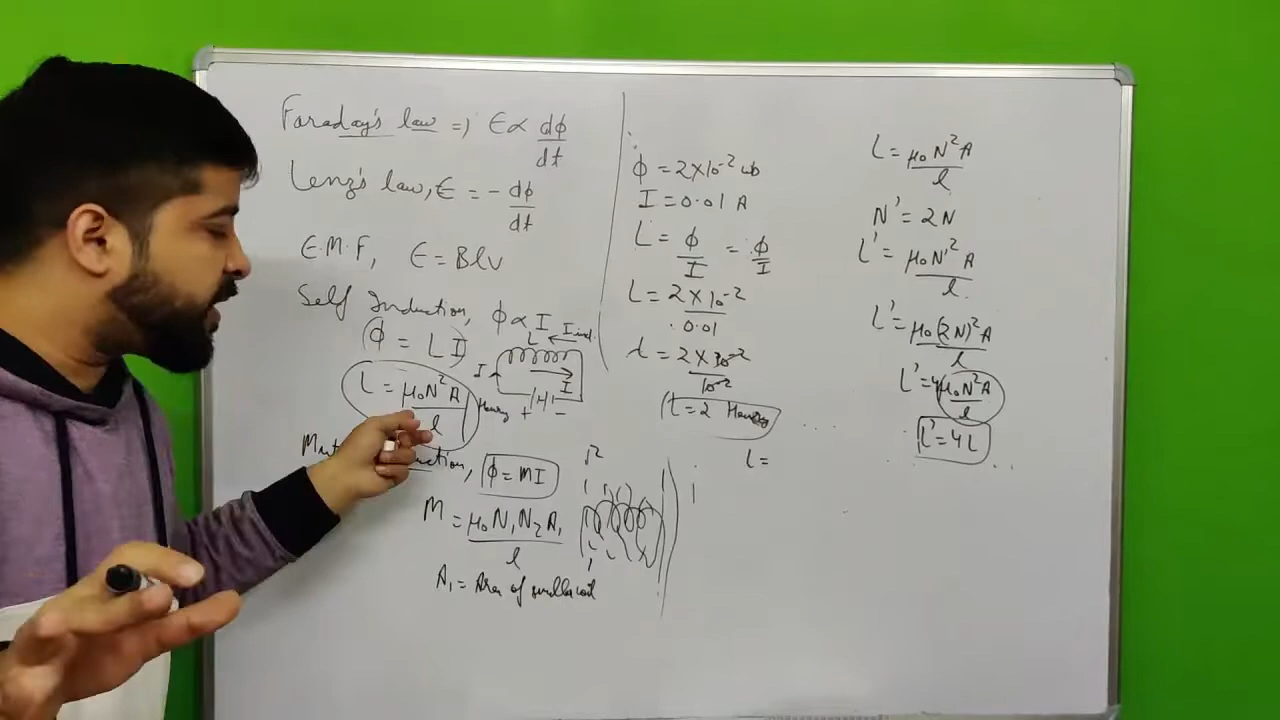 Faraday's law => ε ∝ dφ/dt
Lenz's law, ε = - dφ/dt
E.M.F, ε = Blv
Self Induction, φ ∝ I
φ = LI
L I
I
+ -
L = μ₀N²A/l Henry
φ = MI
M = μ₀N₁N₂A₁/l
A₁ = Area of smaller coil
φ = 2×10⁻² wb
I = 0.01 A
L = φ/I = φ/I
L = 2×10⁻²/0.01
L = 2×10⁻²/10⁻²
L = 2 Henry
L =
L = μ₀N²A/l
N' = 2N
L' = μ₀N'²A/l
L' = μ₀(2N)²A/l
L' = 4μ₀N²A/l
L' = 4L